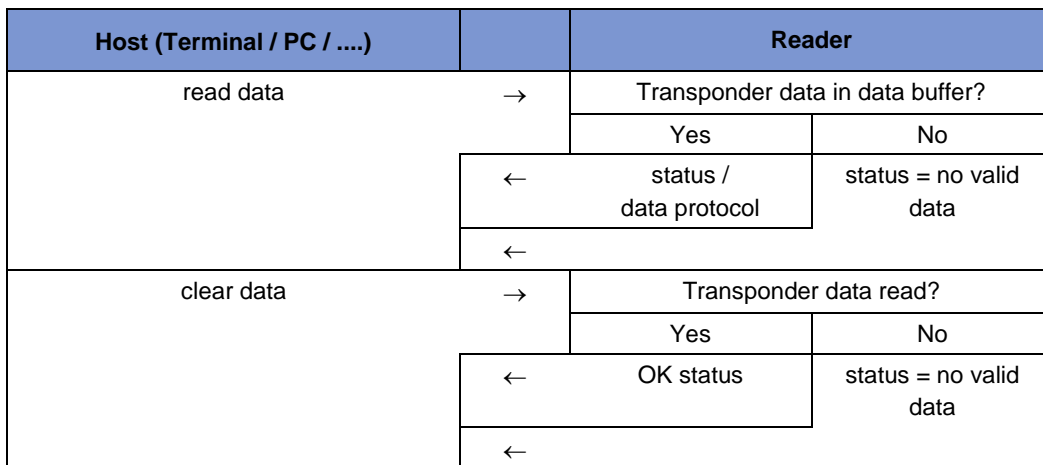 Host (Terminal / PC / ....) Reader
read data → Transponder data in data buffer?
Yes No
← status / status = no valid
data protocol data
←
clear data → Transponder data read?
Yes No
← OK status status = no valid
data
←